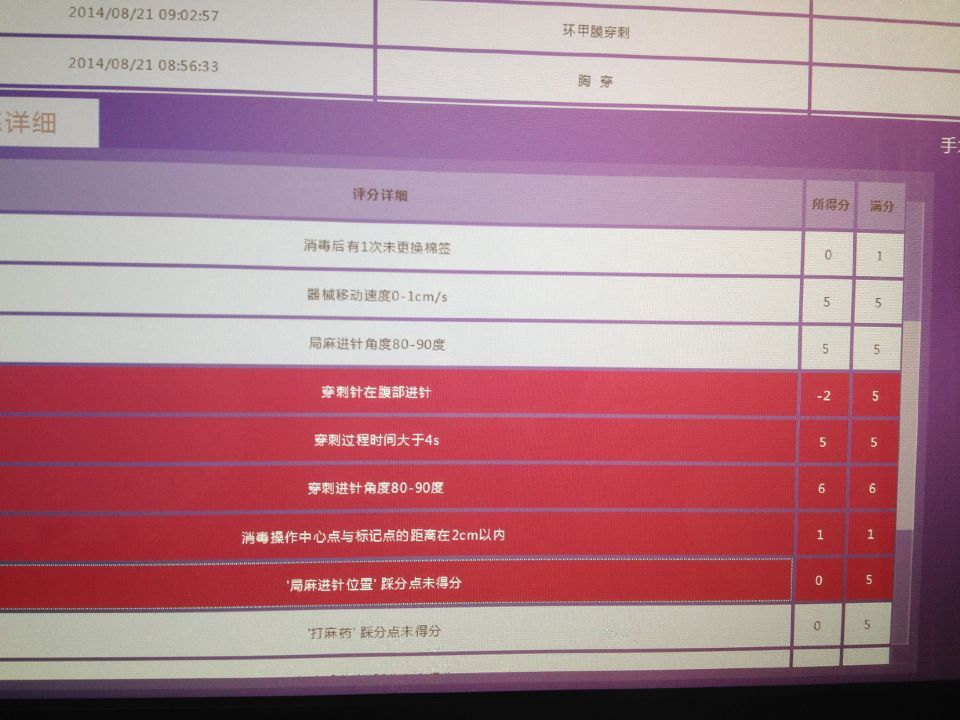 2014/08/21 09:02:57 环甲膜穿刺
2014/08/21 08:56:33 胸 穿
详细
手
评分详细 所得分 满分
消毒后有1次未更换棉签 0 1
器械移动速度0-1cm/s 5 5
局麻进针角度80-90度 5 5
穿刺针在腹部进针 -2 5
穿刺过程时间大于4s 5 5
穿刺进针角度80-90度 6 6
消毒操作中心点与标记点的距离在2cm以内 1 1
'局麻进针位置' 踩分点未得分 0 5
'打麻药' 踩分点未得分 0 5